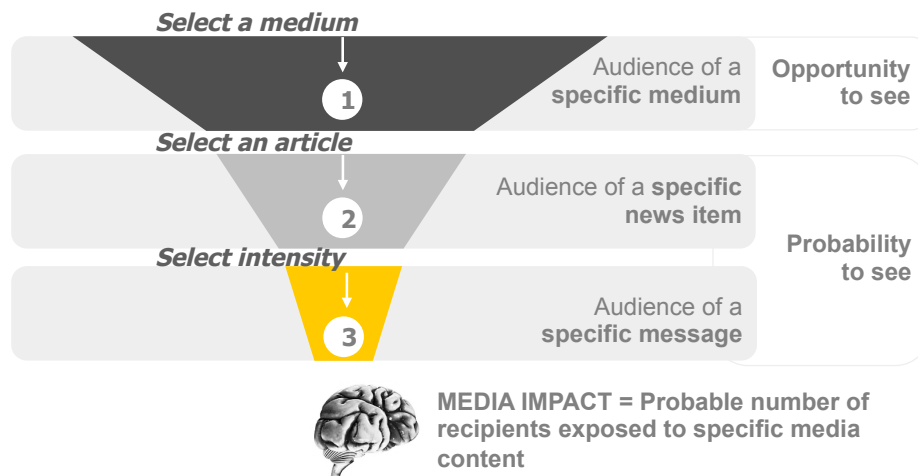 Select a medium
1
Audience of a
specific medium
Opportunity
to see
Select an article
2
Audience of a specific
news item
Probability
to see
Select intensity
3
Audience of a
specific message
MEDIA IMPACT = Probable number of
recipients exposed to specific media
content